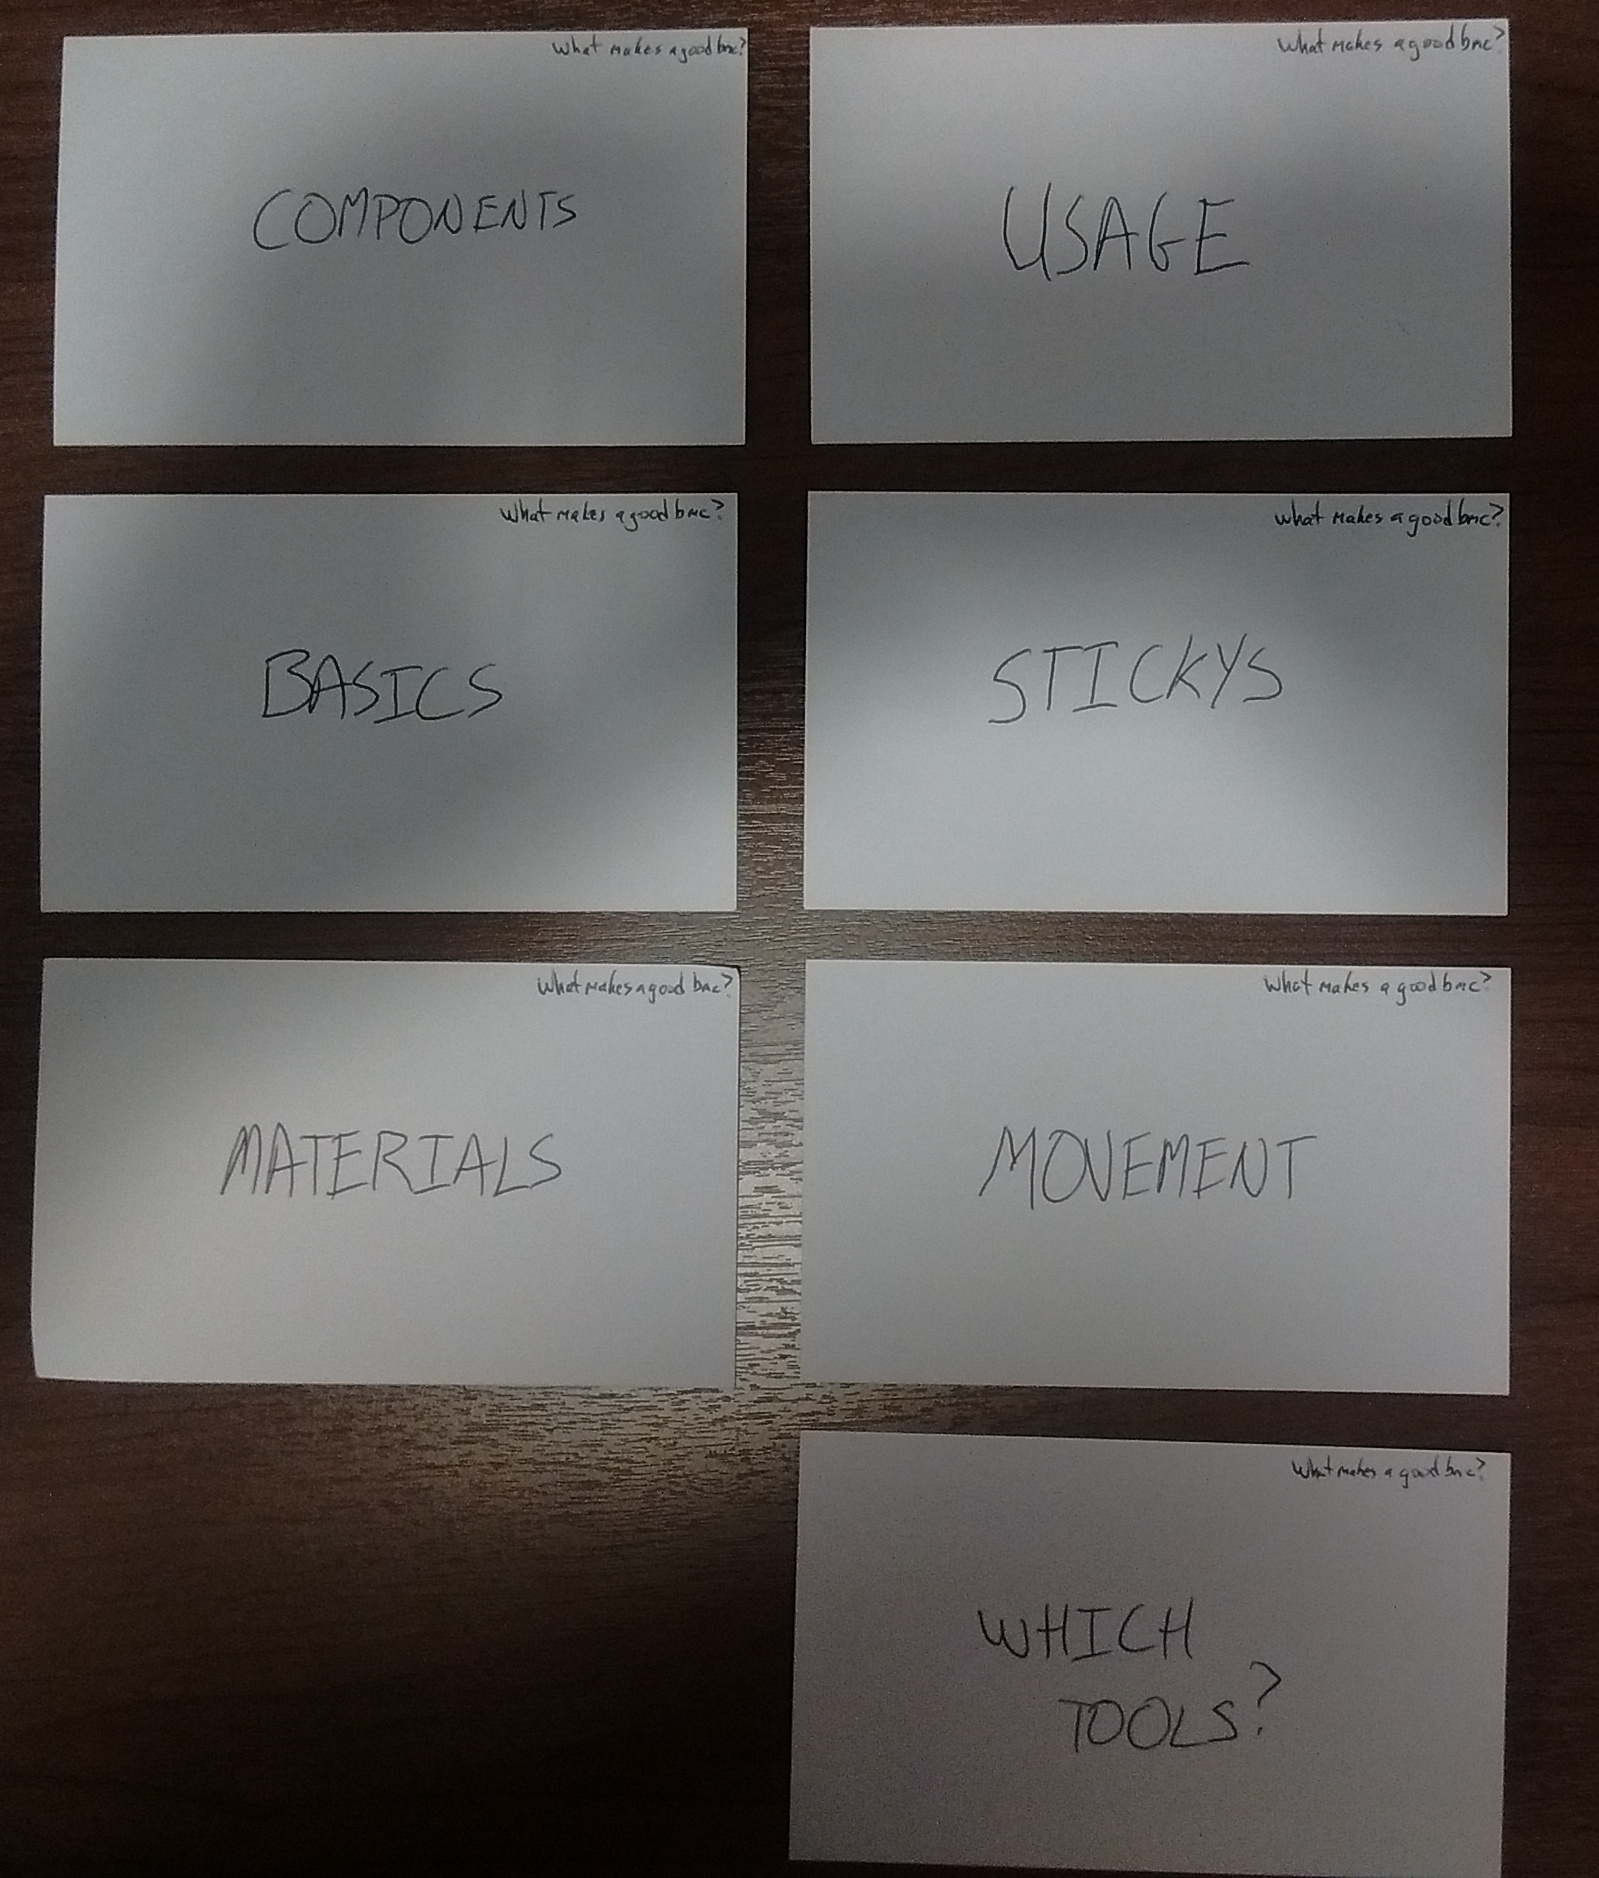 What makes a good bmc?
COMPONENTS
What makes a good bmc?
USAGE
What makes a good bmc?
BASICS
What makes a good bmc?
STICKYS
What makes a good bmc?
MATERIALS
What makes a good bmc?
MOVEMENT
What makes a good bmc?
WHICH
TOOLS?